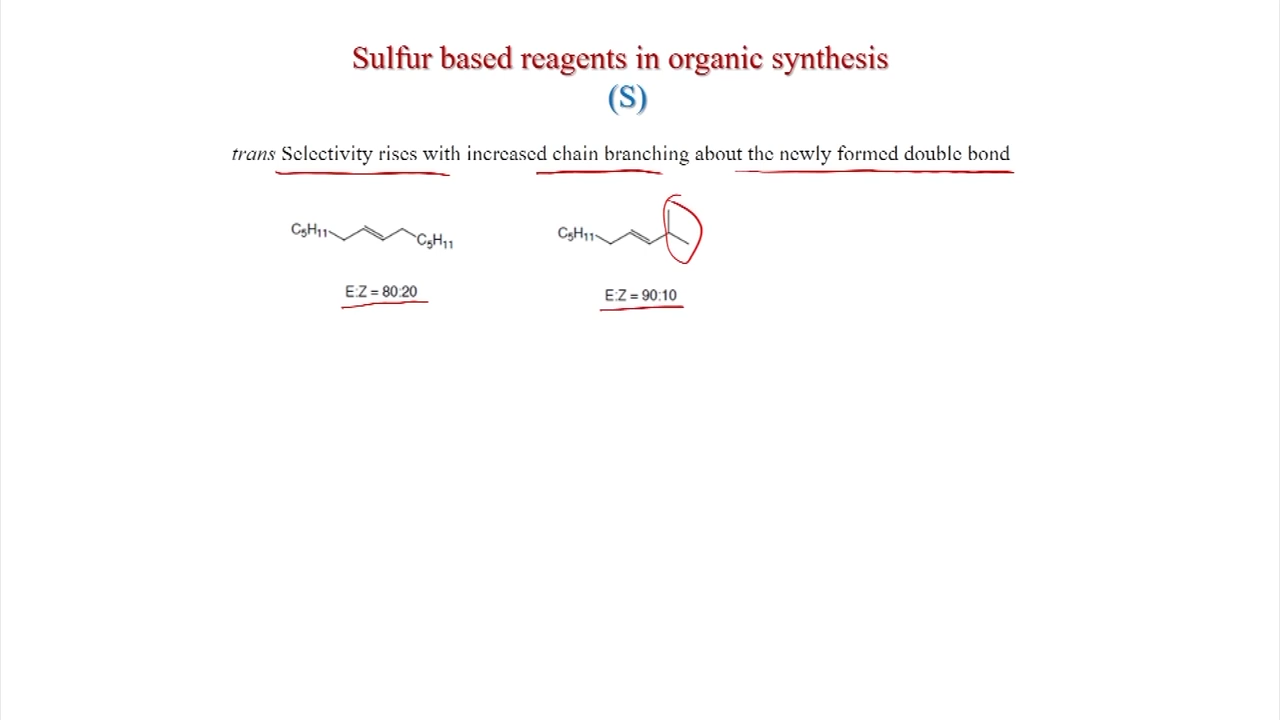 Sulfur based reagents in organic synthesis
(S)
trans Selectivity rises with increased chain branching about the newly formed double bond
C5H11 C5H11
C5H11
E:Z = 80:20
E:Z = 90:10